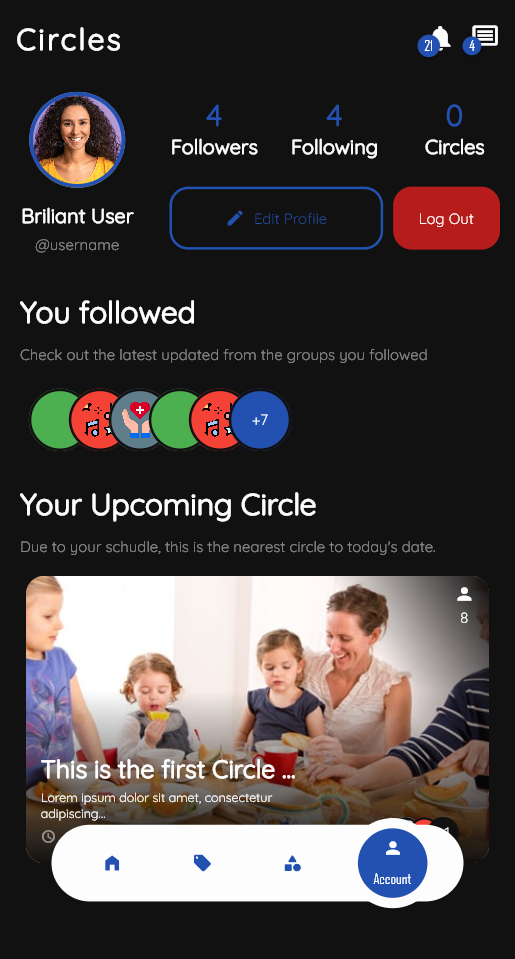 Circles
21
4
4
4
0
Followers
Following
Circles
Edit Profile
Log Out
Briliant User
@username
You followed
Check out the latest updated from the groups you followed
+7
Your Upcoming Circle
Due to your schudle, this is the nearest circle to today's date.
8
This is the first Circle ...
Lorem ipsum dolor sit amet, consectetur
adipiscing...
Account